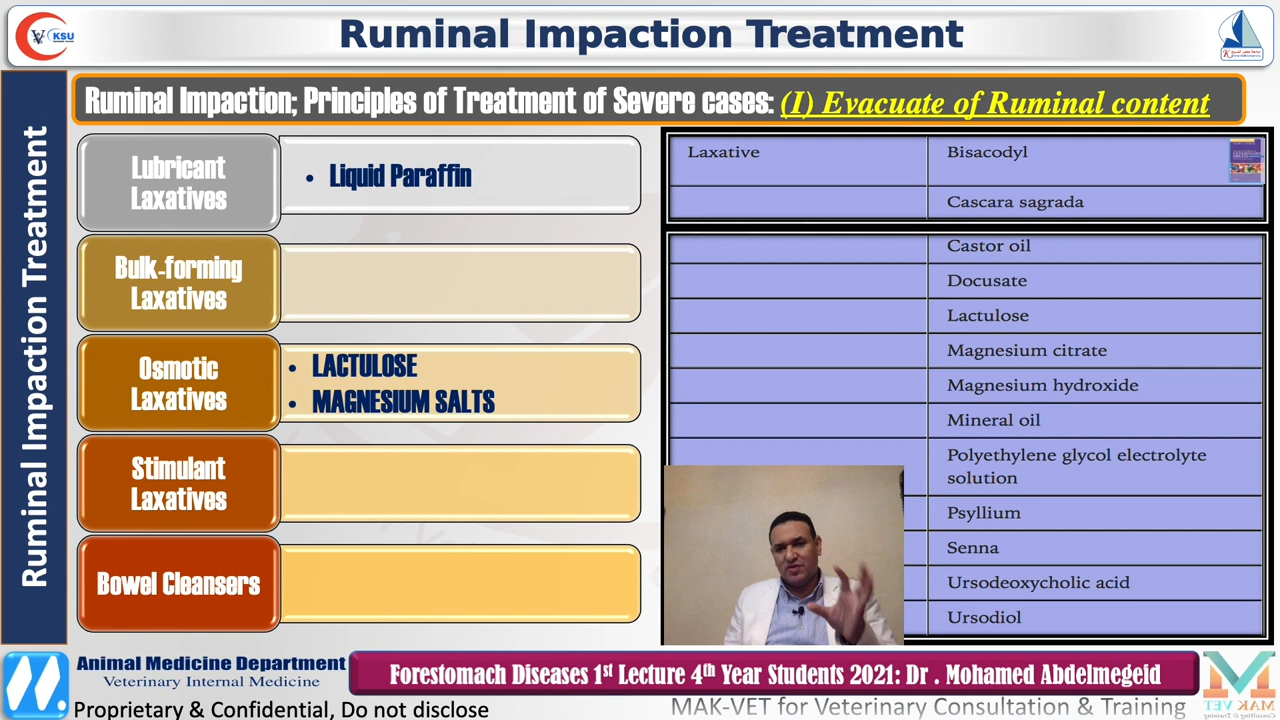 KSU
Ruminal Impaction Treatment
Ruminal Impaction Treatment
Ruminal Impaction; Principles of Treatment of Severe cases: (I) Evacuate of Ruminal content
Lubricant
Laxatives
• Liquid Paraffin
Bulk-forming
Laxatives
Osmotic
Laxatives
• LACTULOSE
• MAGNESIUM SALTS
Stimulant
Laxatives
Bowel Cleansers
Laxative
Bisacodyl
Cascara sagrada
Castor oil
Docusate
Lactulose
Magnesium citrate
Magnesium hydroxide
Mineral oil
Polyethylene glycol electrolyte
solution
Psyllium
Senna
Ursodeoxycholic acid
Ursodiol
Animal Medicine Department
Veterinary Internal Medicine
Forestomach Diseases 1st Lecture 4th Year Students 2021: Dr . Mohamed Abdelmegeid
Proprietary & Confidential, Do not disclose
MAK-VET for Veterinary Consultation & Training
MAK VET
Consulting & Training